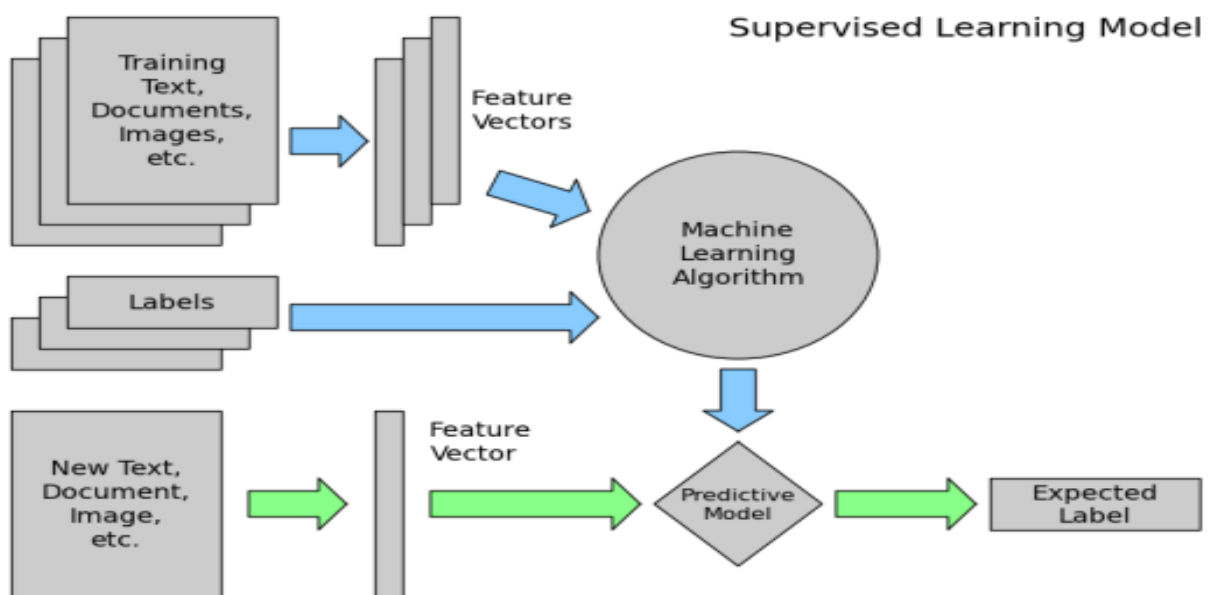 Supervised Learning Model
Training
Text,
Documents,
Images,
etc.
Feature
Vectors
Machine
Learning
Algorithm
Labels
New Text,
Document,
Image,
etc.
Feature
Vector
Predictive
Model
Expected
Label